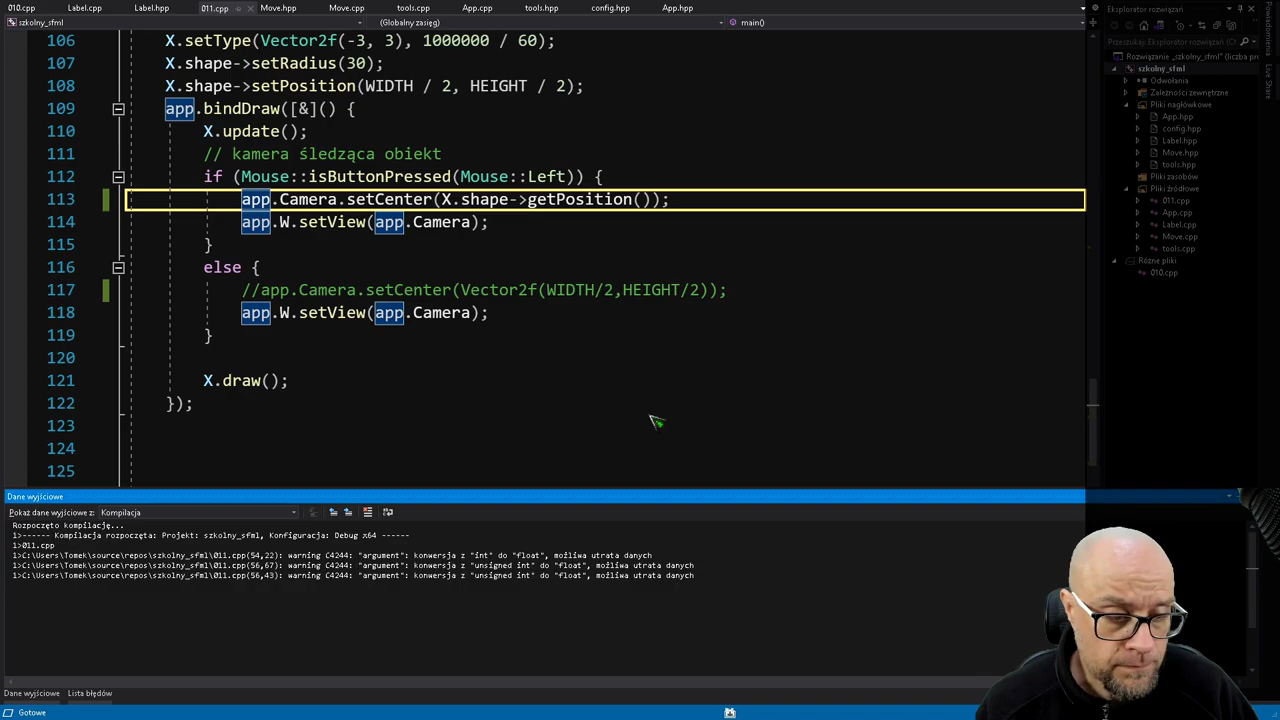 010.cpp Label.cpp Label.hpp 011.cpp Move.hpp Move.cpp tools.cpp App.cpp tools.hpp config.hpp App.hpp
szkolny_sfml (Globalny zasięg) main()
106 X.setType(Vector2f(-3, 3), 1000000 / 60);
107 X.shape->setRadius(30);
108 X.shape->setPosition(WIDTH / 2, HEIGHT / 2);
109 app.bindDraw([&]() {
110 X.update();
111 // kamera śledząca obiekt
112 if (Mouse::isButtonPressed(Mouse::Left)) {
113 app.Camera.setCenter(X.shape->getPosition());
114 app.W.setView(app.Camera);
115 }
116 else {
117 //app.Camera.setCenter(Vector2f(WIDTH/2,HEIGHT/2));
118 app.W.setView(app.Camera);
119 }
120
121 X.draw();
122 });
123
124
125
Dane wyjściowe
Pokaż dane wyjściowe z: Kompilacja
Rozpoczęto kompilację...
1>------ Kompilacja rozpoczęta: Projekt: szkolny_sfml, Konfiguracja: Debug x64 ------
1>011.cpp
1>C:\Users\Tomek\source\repos\szkolny_sfml\011.cpp(54,22): warning C4244: "argument": konwersja z "int" do "float", możliwa utrata danych
1>C:\Users\Tomek\source\repos\szkolny_sfml\011.cpp(56,67): warning C4244: "argument": konwersja z "unsigned int" do "float", możliwa utrata danych
1>C:\Users\Tomek\source\repos\szkolny_sfml\011.cpp(56,43): warning C4244: "argument": konwersja z "unsigned int" do "float", możliwa utrata danych
Dane wyjściowe Lista błędów
Gotowe
Eksplorator rozwiązań
Przeszukaj: Eksplorator rozwiązań (Ctrl
Rozwiązanie „szkolny_sfml" (liczba pr
szkolny_sfml
Odwołania
Zależności zewnętrzne
Pliki nagłówkowe
App.hpp
config.hpp
Label.hpp
Move.hpp
tools.hpp
Pliki zasobów
Pliki źródłowe
011.cpp
App.cpp
Label.cpp
Move.cpp
tools.cpp
Różne pliki
010.cpp
Powiadomienia
Live Share